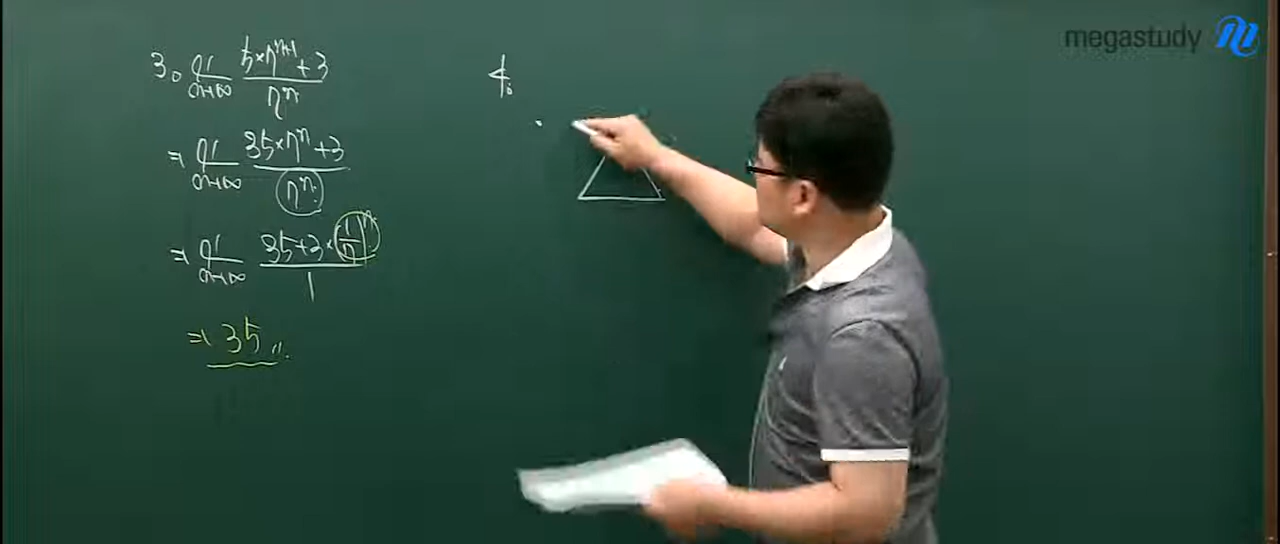 megastudy
3. lim n→∞ (5×7^(n+1)+3)/7^n
⇒ lim n→∞ (35×7^n+3)/7^n
⇒ lim n→∞ (35+3×(1/7)^n)/1
⇒ 35
4.